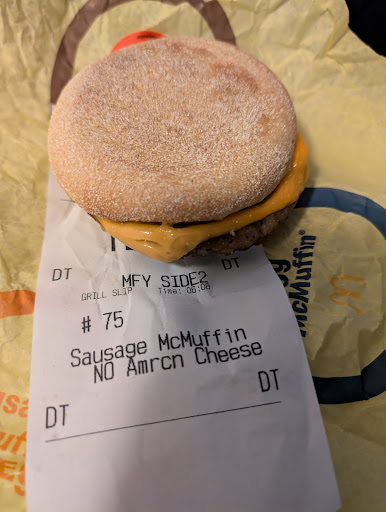 DT DT
MFY SIDE2
GRILL SLIP Time: 06:06
# 75
Sausage McMuffin
NO Amrcn Cheese
DT DT
McMuffin®